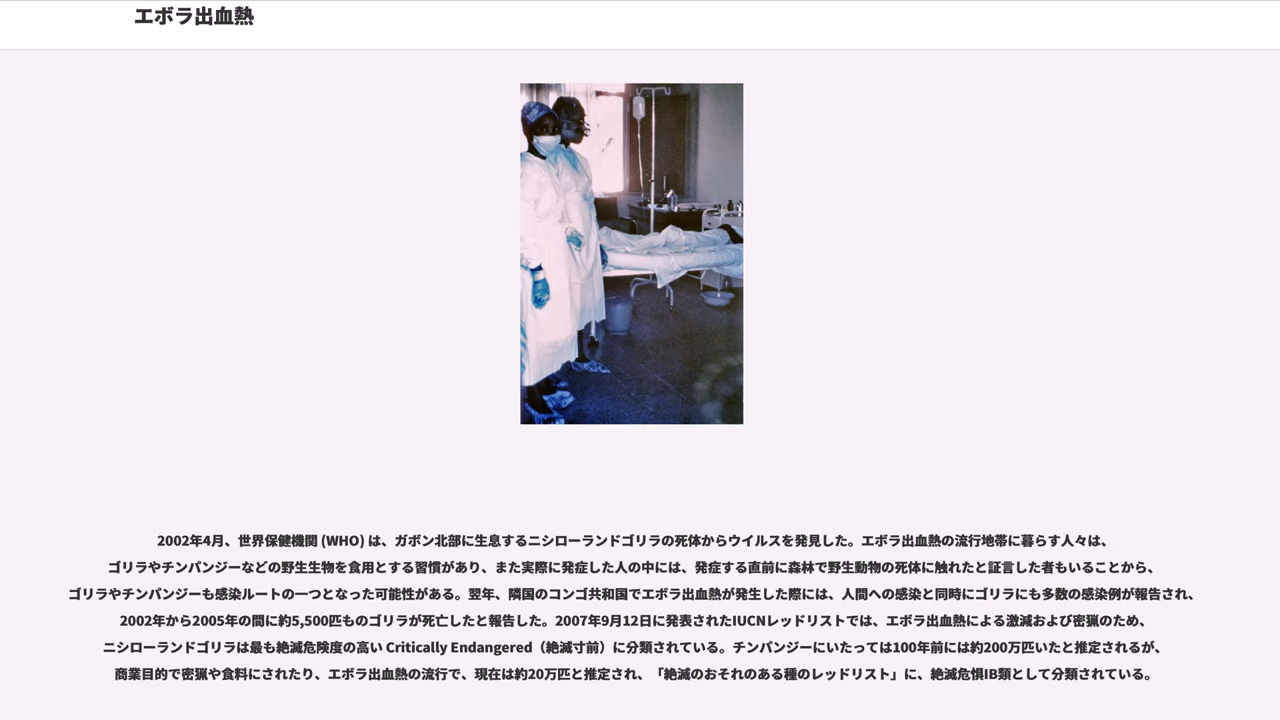 エボラ出血熱
2002年4月、世界保健機関 (WHO) は、ガボン北部に生息するニシローランドゴリラの死体からウイルスを発見した。エボラ出血熱の流行地帯に暮らす人々は、
ゴリラやチンパンジーなどの野生生物を食用とする習慣があり、また実際に発症した人の中には、発症する直前に森林で野生動物の死体に触れたと証言した者もいることから、
ゴリラやチンパンジーも感染ルートの一つとなった可能性がある。翌年、隣国のコンゴ共和国でエボラ出血熱が発生した際には、人間への感染と同時にゴリラにも多数の感染例が報告され、
2002年から2005年の間に約5,500匹ものゴリラが死亡したと報告した。2007年9月12日に発表されたIUCNレッドリストでは、エボラ出血熱による激減および密猟のため、
ニシローランドゴリラは最も絶滅危険度の高い Critically Endangered（絶滅寸前）に分類されている。チンパンジーにいたっては100年前には約200万匹いたと推定されるが、
商業目的で密猟や食料にされたり、エボラ出血熱の流行で、現在は約20万匹と推定され、「絶滅のおそれのある種のレッドリスト」に、絶滅危惧IB類として分類されている。